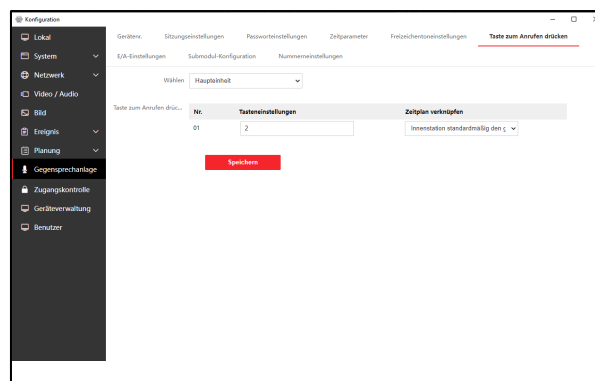 Konfiguration
Lokal
System
Netzwerk
Video / Audio
Bild
Ereignis
Planung
Gegensprechanlage
Zugangskontrolle
Geräteverwaltung
Benutzer
Gerätenr. Sitzungseinstellungen Passworteinstellungen Zeitparameter Freizeichentoneinstellungen Taste zum Anrufen drücken
E/A-Einstellungen Submodul-Konfiguration Nummerneinstellungen
Wählen Haupteinheit
Taste zum Anrufen drüc... Nr. Tasteneinstellungen Zeitplan verknüpfen
01 2 Innenstation standardmäßig den g
Speichern